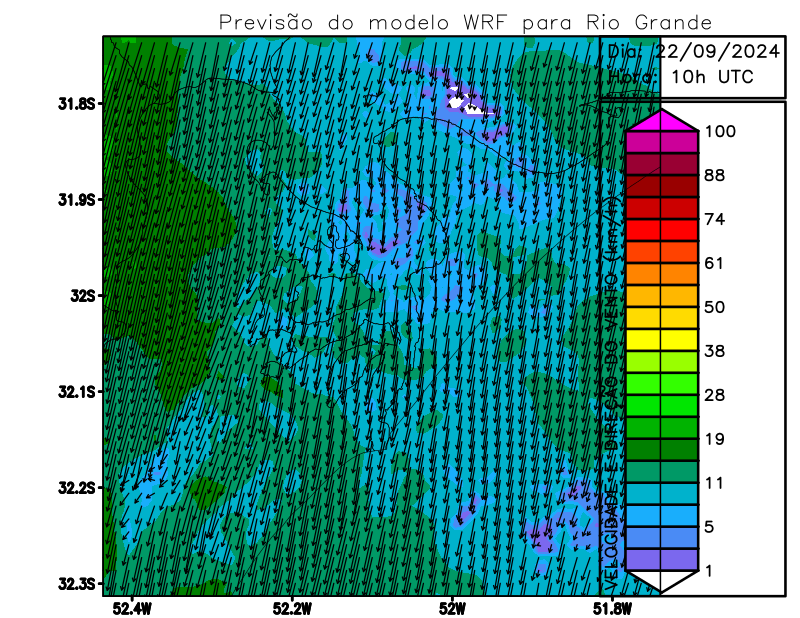 Previsão do modelo WRF para Rio Grande
Dia: 22/09/2024
Hora: 10h UTC
31.8S
31.9S
32S
32.1S
32.2S
32.3S
52.4W
52.2W
52W
51.8W
VELOCIDADE E DIREÇÃO DO VENTO (km/h)
100
88
74
61
50
38
28
19
11
5
1